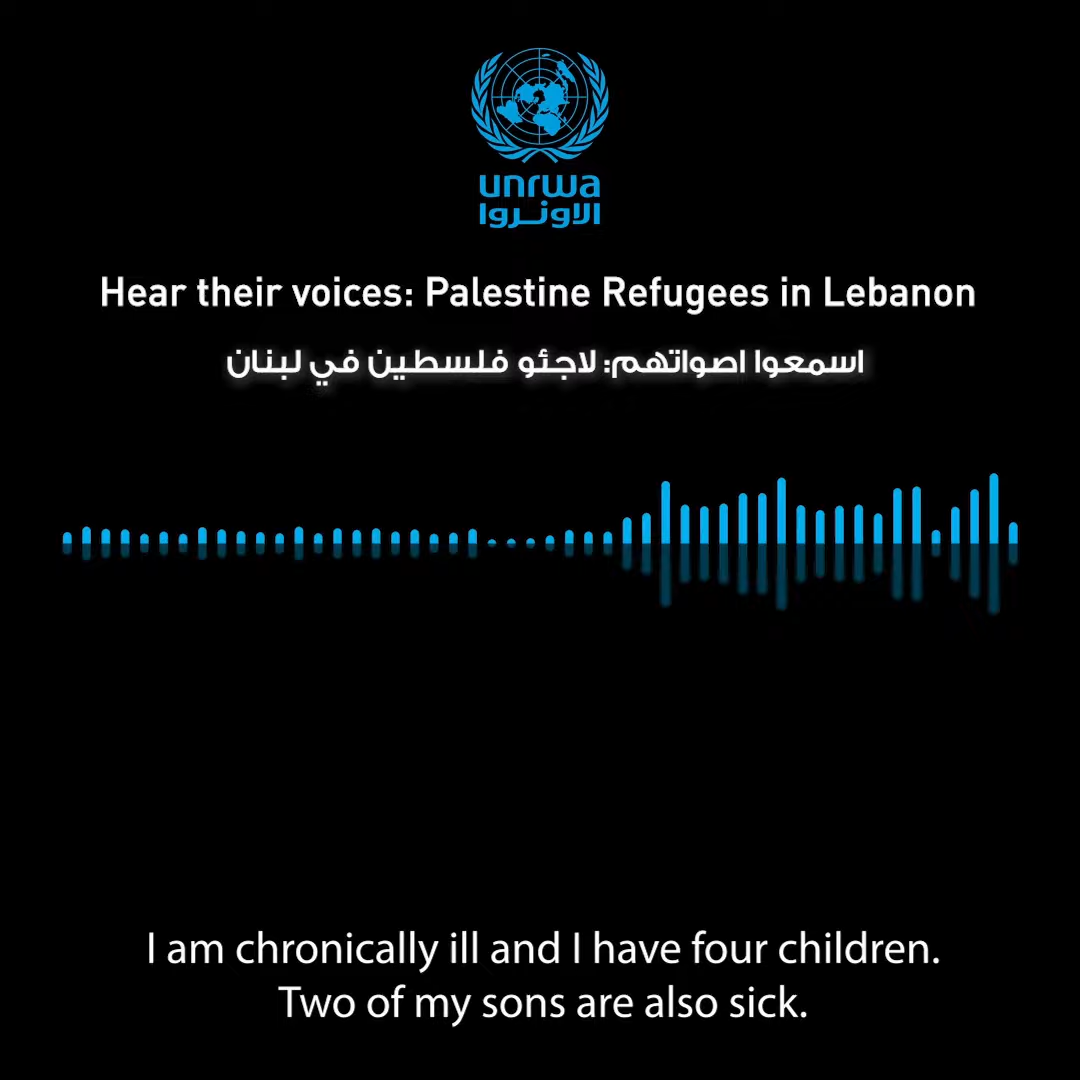 unrwa
الاونروا
Hear their voices: Palestine Refugees in Lebanon
اسمعوا اصواتهم: لاجئو فلسطين في لبنان
I am chronically ill and I have four children.
Two of my sons are also sick.